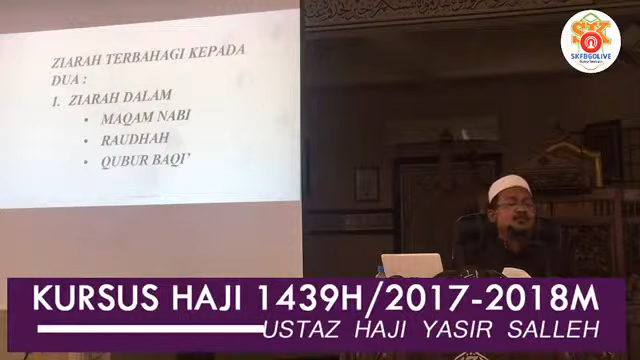 ZIARAH TERBAHAGI KEPADA
DUA :
1. ZIARAH DALAM
• MAQAM NABI
• RAUDHAH
• QUBUR BAQI'
SKFBGOLIVE
KURSUS HAJI 1439H/2017-2018M
USTAZ HAJI YASIR SALLEH